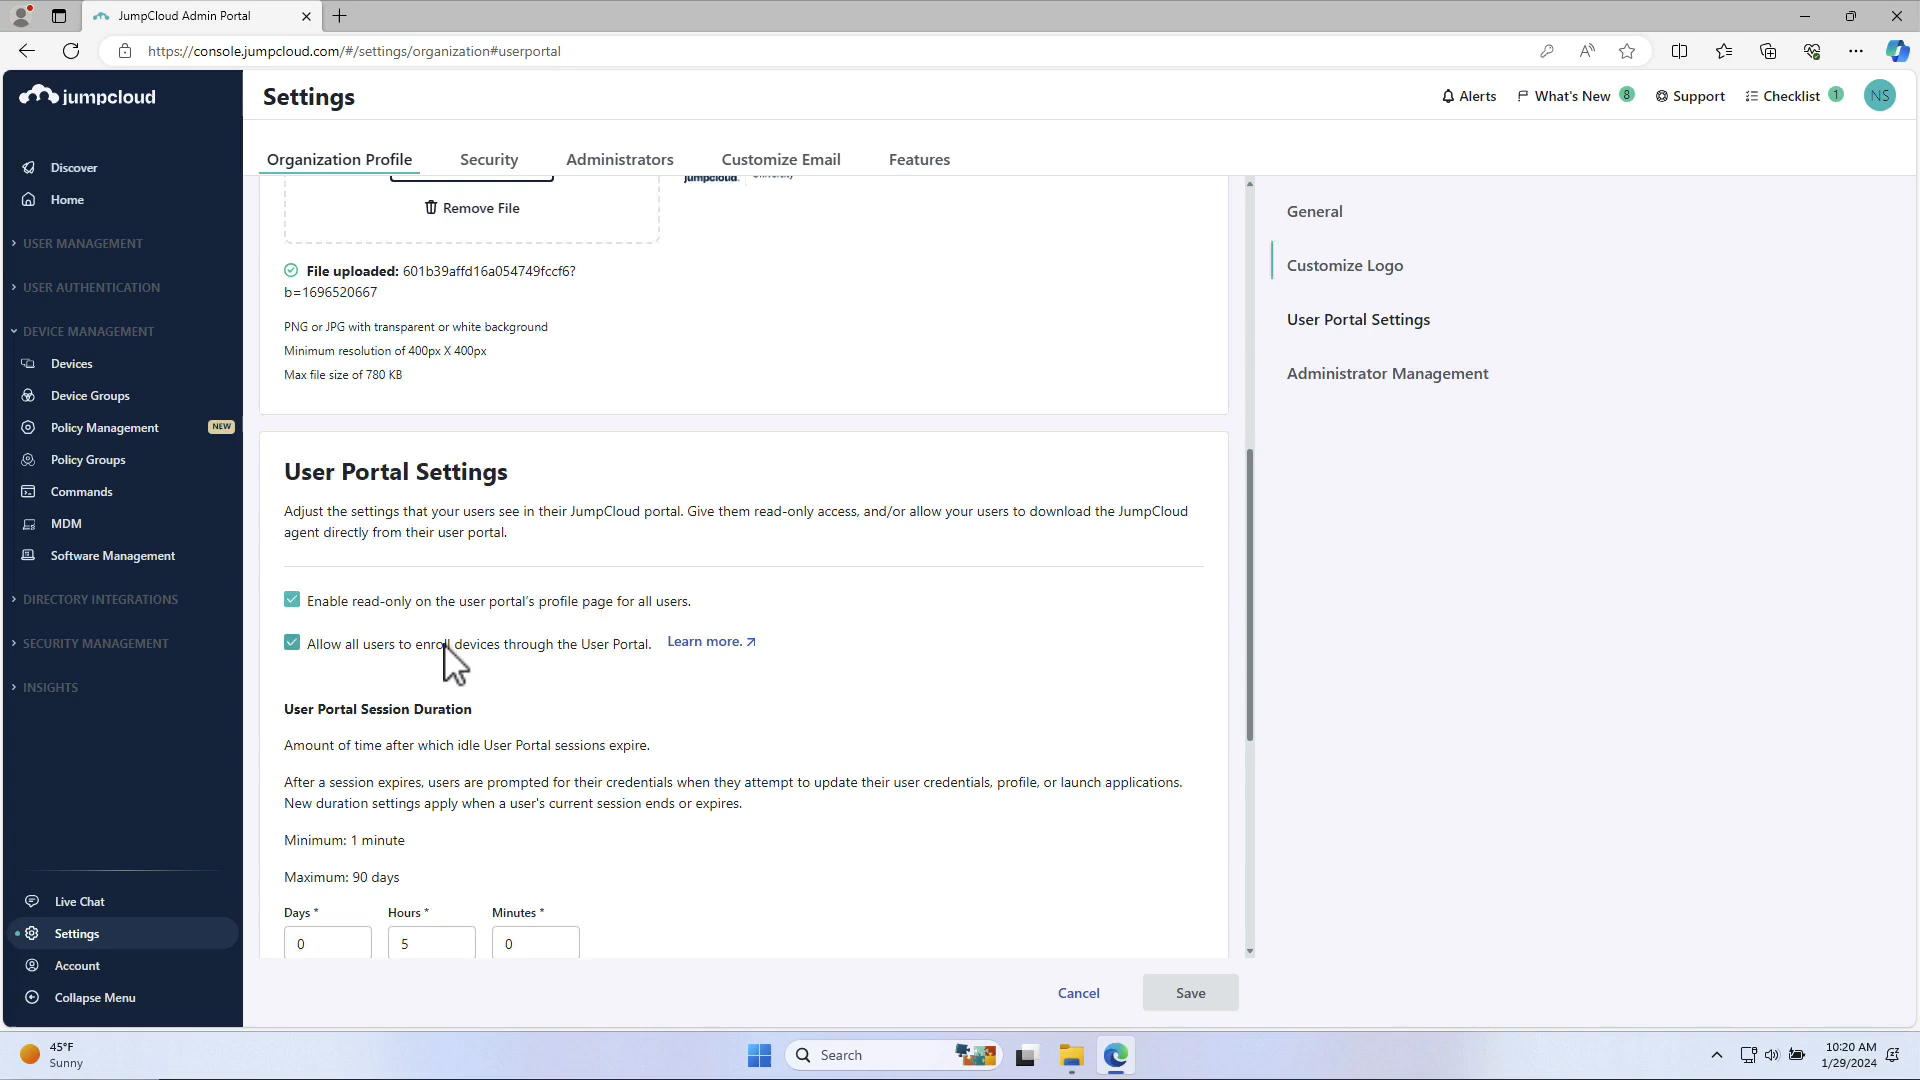 JumpCloud Admin Portal
https://console.jumpcloud.com/#/settings/organization#userportal
jumpcloud
Settings
Alerts
What's New 8
Support
Checklist 1
NS
Organization Profile
Security
Administrators
Customize Email
Features
Discover
Home
USER MANAGEMENT
USER AUTHENTICATION
DEVICE MANAGEMENT
Devices
Device Groups
Policy Management NEW
Policy Groups
Commands
MDM
Software Management
DIRECTORY INTEGRATIONS
SECURITY MANAGEMENT
INSIGHTS
Live Chat
Settings
Account
Collapse Menu
jumpcloud.
Remove File
File uploaded: 601b39affd16a054749fccf6?
b=1696520667
PNG or JPG with transparent or white background
Minimum resolution of 400px X 400px
Max file size of 780 KB
User Portal Settings
Adjust the settings that your users see in their JumpCloud portal. Give them read-only access, and/or allow your users to download the JumpCloud
agent directly from their user portal.
Enable read-only on the user portal’s profile page for all users.
Allow all users to enroll devices through the User Portal. Learn more.
User Portal Session Duration
Amount of time after which idle User Portal sessions expire.
After a session expires, users are prompted for their credentials when they attempt to update their user credentials, profile, or launch applications.
New duration settings apply when a user's current session ends or expires.
Minimum: 1 minute
Maximum: 90 days
Days * Hours * Minutes *
0 5 0
Cancel
Save
General
Customize Logo
User Portal Settings
Administrator Management
45°F
Sunny
Search
10:20 AM
1/29/2024